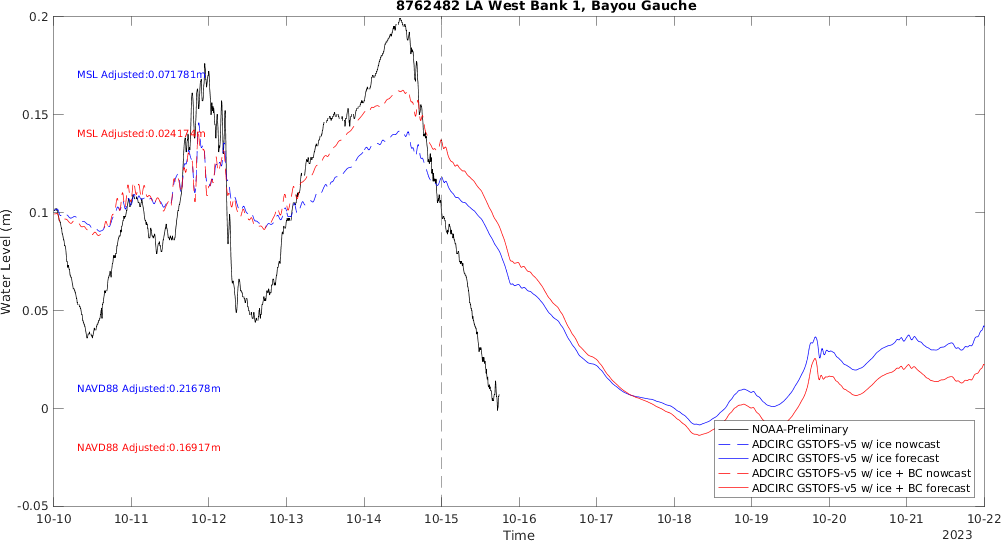 8762482 LA West Bank 1, Bayou Gauche
0.2
0.15
0.1
0.05
0
-0.05
Water Level (m)
MSL Adjusted:0.071781m
MSL Adjusted:0.024174m
NAVD88 Adjusted:0.21678m
NAVD88 Adjusted:0.16917m
NOAA-Preliminary
ADCIRC GSTOFS-v5 w/ ice nowcast
ADCIRC GSTOFS-v5 w/ ice forecast
ADCIRC GSTOFS-v5 w/ ice + BC nowcast
ADCIRC GSTOFS-v5 w/ ice + BC forecast
10-10 10-11 10-12 10-13 10-14 10-15 10-16 10-17 10-18 10-19 10-20 10-21 10-22
Time
2023